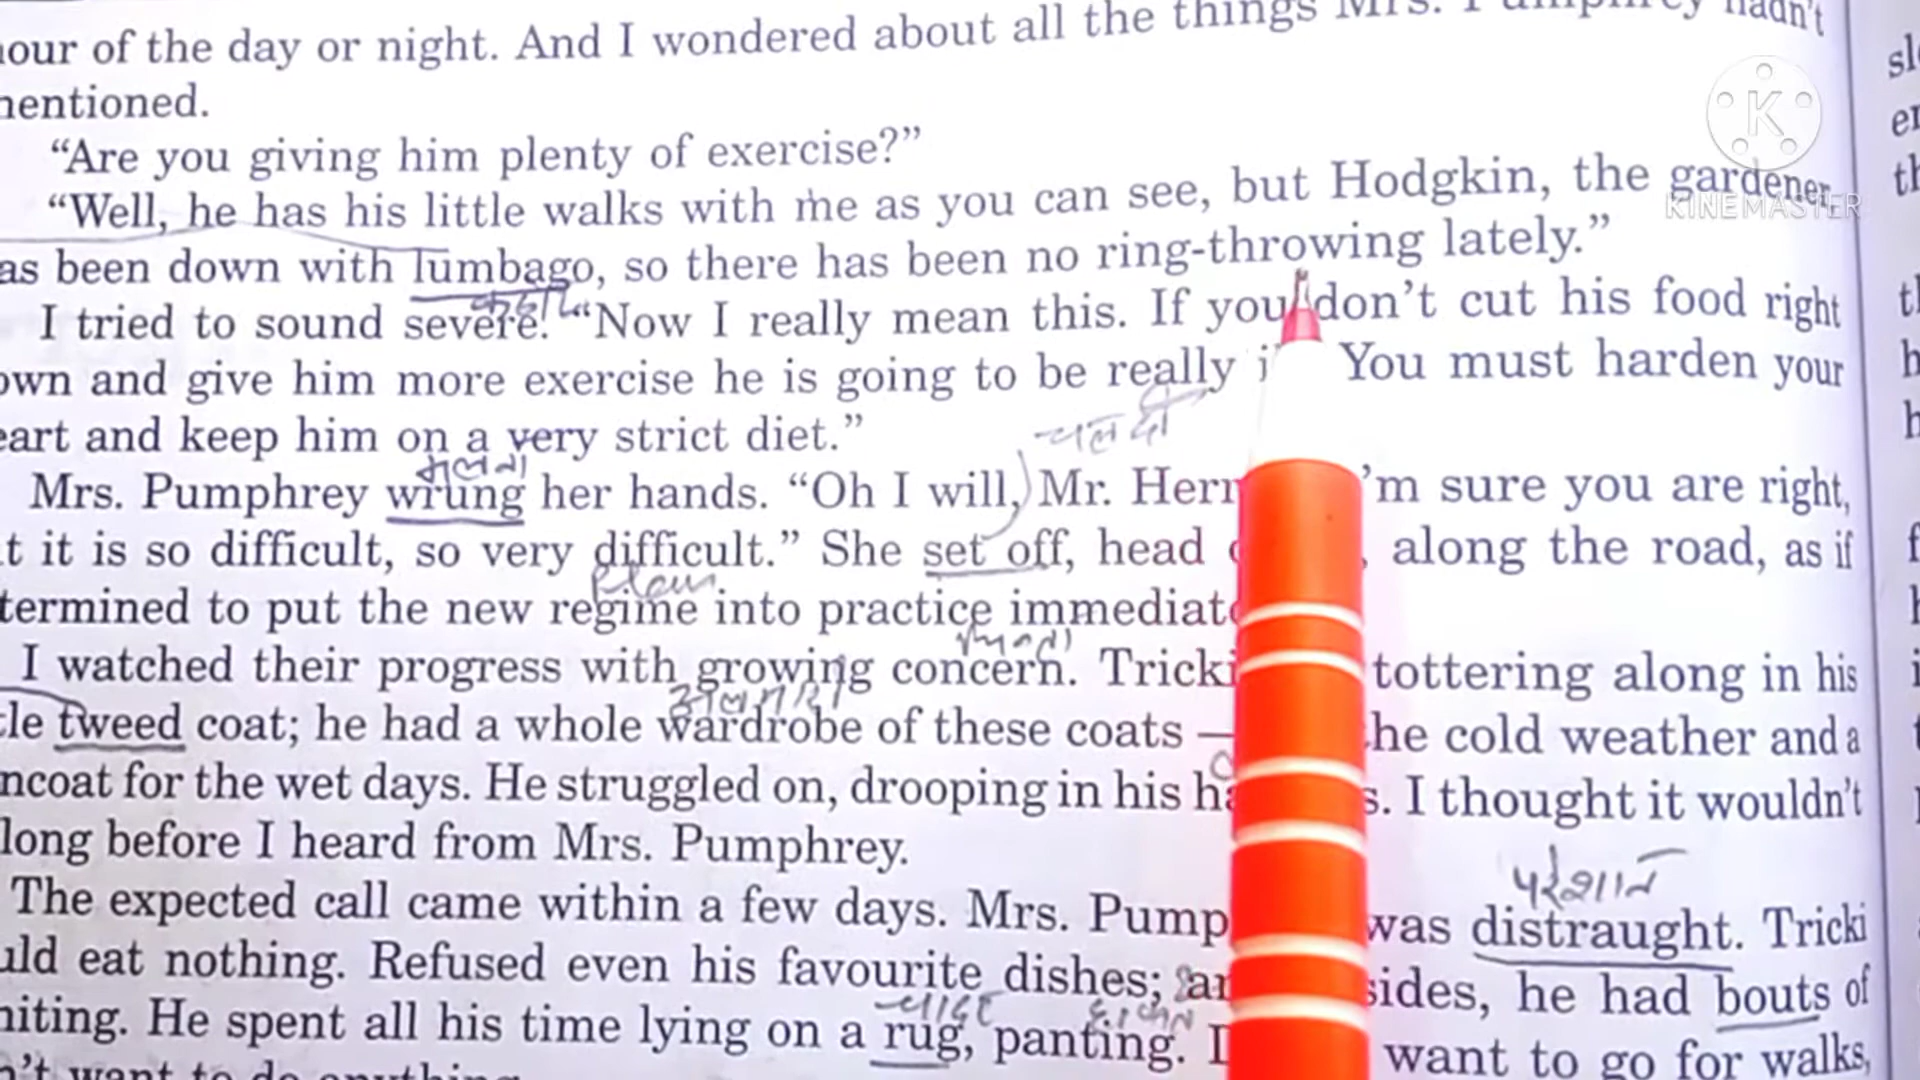 our of the day or night. And I wondered about all the things Mrs. Pumphrey hadn't
mentioned.
“Are you giving him plenty of exercise?”
“Well, he has his little walks with me as you can see, but Hodgkin, the gardener
KINEMASTER
as been down with lumbago, so there has been no ring-throwing lately.”
I tried to sound severe. “Now I really mean this. If you don't cut his food right
own and give him more exercise he is going to be really You must harden your
चल दी
eart and keep him on a very strict diet.”
मलना
Mrs. Pumphrey wrung her hands. “Oh I will, Mr. Herr 'm sure you are right,
t it is so difficult, so very difficult.” She set off, head along the road, as if
termined to put the new regime into practice immediat
I watched their progress with growing concern. Tricki tottering along in his
tle tweed coat; he had a whole wardrobe of these coats — he cold weather and a
ncoat for the wet days. He struggled on, drooping in his ha s. I thought it wouldn't
long before I heard from Mrs. Pumphrey.
परेशान
The expected call came within a few days. Mrs. Pump was distraught. Tricki
uld eat nothing. Refused even his favourite dishes; an sides, he had bouts of
miting. He spent all his time lying on a rug, panting. D want to go for walks,
n't want to do anything.